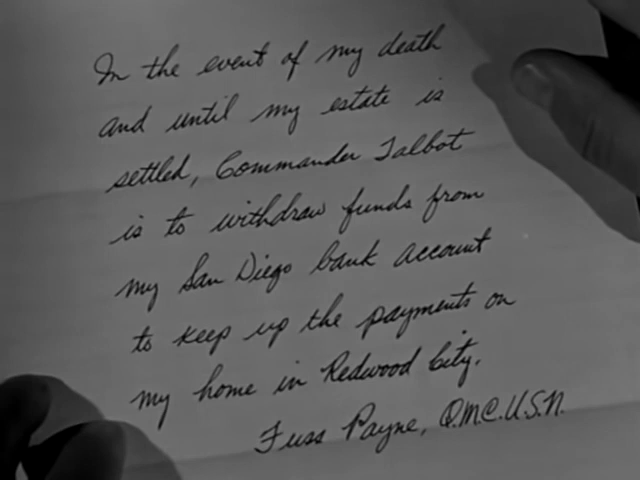 In the event of my death
and until my estate is
settled, Commander Talbot
is to withdraw funds from
my San Diego bank account
to keep up the payments on
my home in Redwood City.
Fuss Payne, Q.M.C. U.S.N.